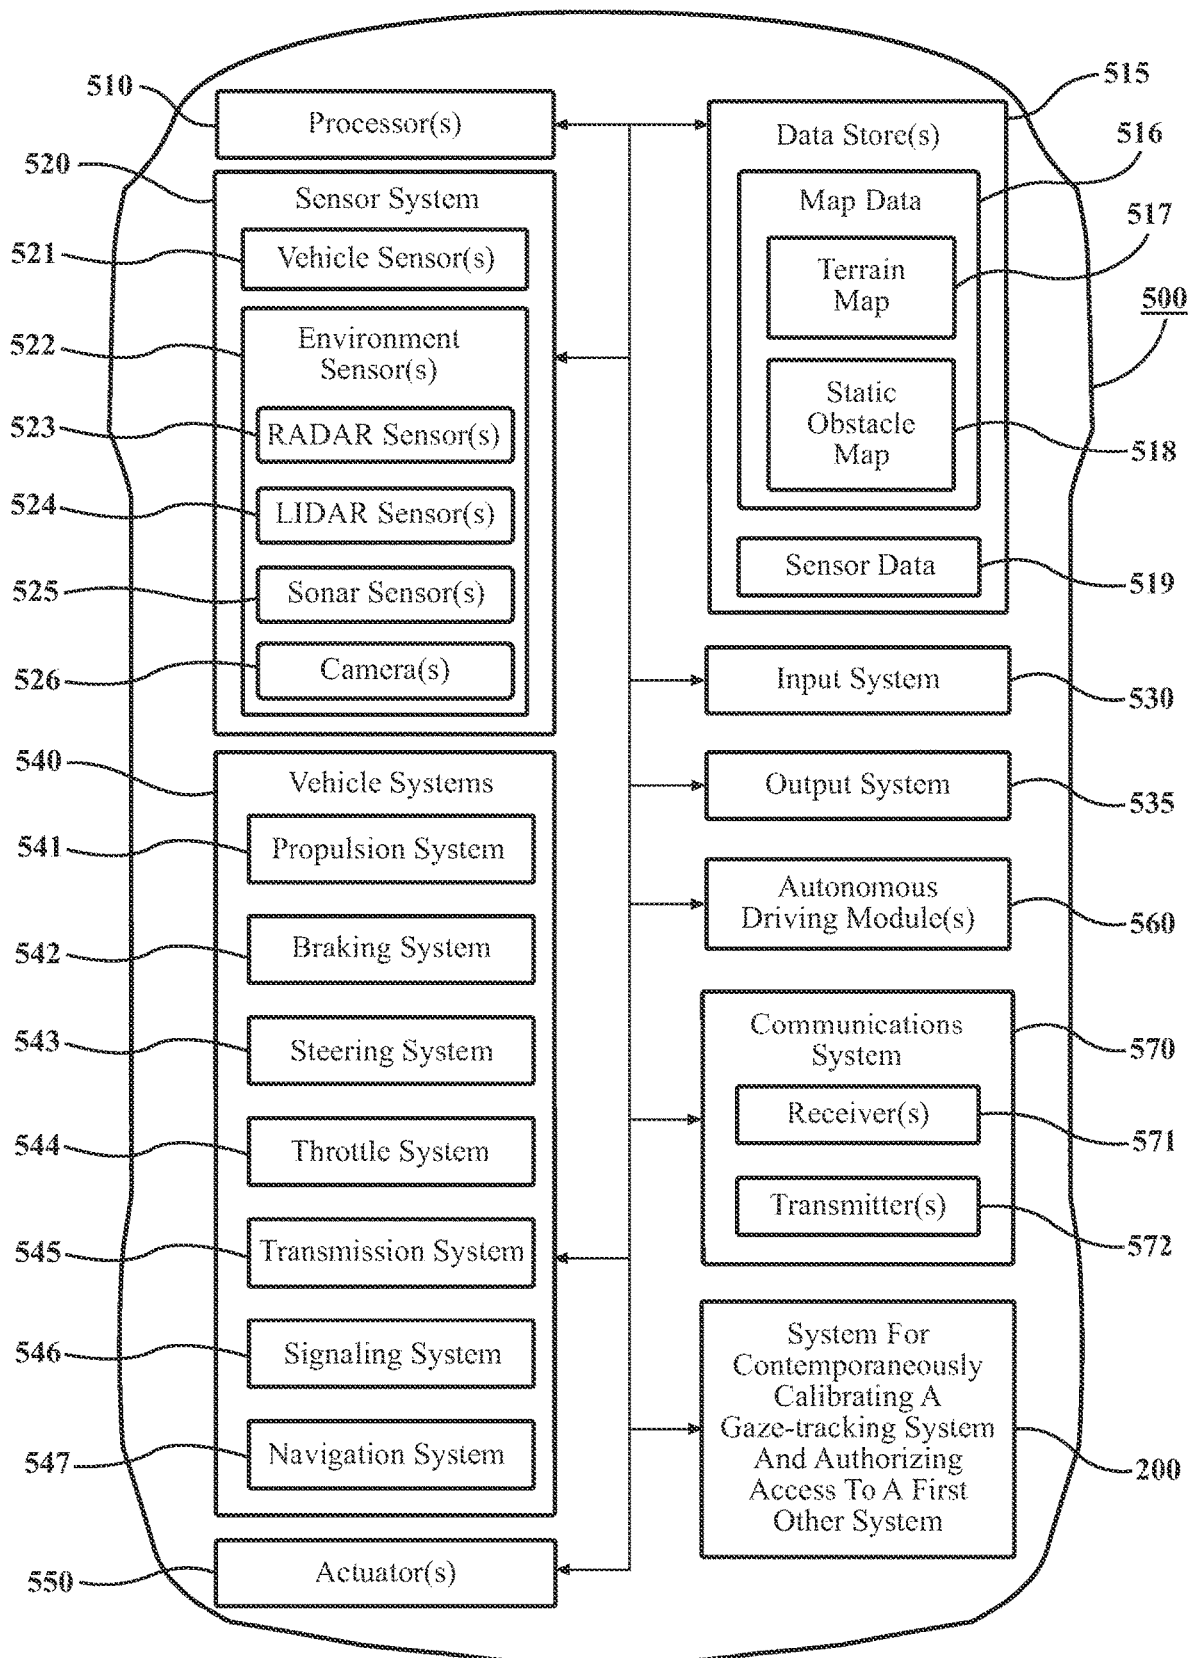 510
Processor(s)
520
Sensor System
521
Vehicle Sensor(s)
522
Environment
Sensor(s)
523
RADAR Sensor(s)
524
LIDAR Sensor(s)
525
Sonar Sensor(s)
526
Camera(s)
540
Vehicle Systems
541
Propulsion System
542
Braking System
543
Steering System
544
Throttle System
545
Transmission System
546
Signaling System
547
Navigation System
550
Actuator(s)
515
Data Store(s)
516
Map Data
517
Terrain
Map
500
Static
Obstacle
Map
518
Sensor Data
519
Input System
530
Output System
535
Autonomous
Driving Module(s)
560
Communications
System
570
Receiver(s)
571
Transmitter(s)
572
System For
Contemporaneously
Calibrating A
Gaze-tracking System
And Authorizing
Access To A First
Other System
200